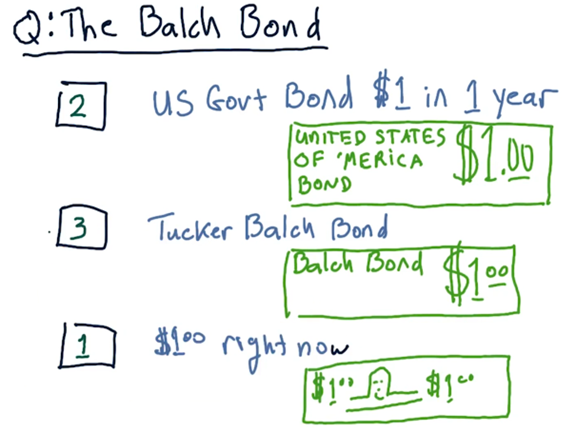 Q: The Balch Bond
2 US Govt Bond $1 in 1 year
UNITED STATES OF 'MERICA BOND $1.00
3 Tucker Balch Bond
Balch Bond $1 00
1 $1 00 right now
$1 00 $1 00